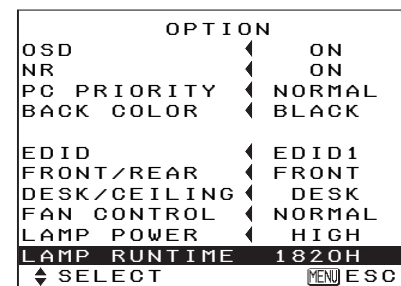 OPTION
OSD ON
NR ON
PC PRIORITY NORMAL
BACK COLOR BLACK
EDID EDID1
FRONT/REAR FRONT
DESK/CEILING DESK
FAN CONTROL NORMAL
LAMP POWER HIGH
LAMP RUNTIME 1820H
SELECT MENU ESC